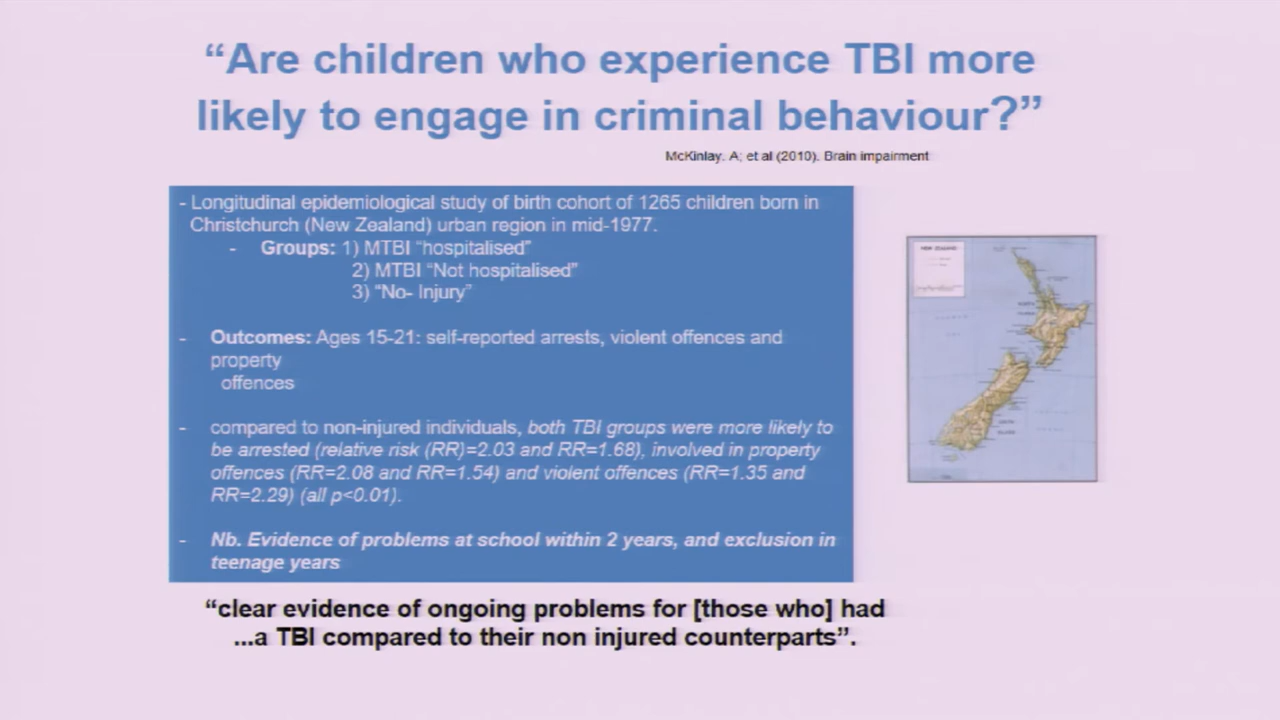 “Are children who experience TBI more
likely to engage in criminal behaviour?”
McKinlay. A; et al (2010). Brain impairment
- Longitudinal epidemiological study of birth cohort of 1265 children born in
Christchurch (New Zealand) urban region in mid-1977.
- Groups: 1) MTBI “hospitalised”
2) MTBI “Not hospitalised”
3) “No- Injury”
- Outcomes: Ages 15-21: self-reported arrests, violent offences and
property
offences
- compared to non-injured individuals, both TBI groups were more likely to
be arrested (relative risk (RR)=2.03 and RR=1.68), involved in property
offences (RR=2.08 and RR=1.54) and violent offences (RR=1.35 and
RR=2.29) (all p<0.01).
- Nb. Evidence of problems at school within 2 years, and exclusion in
teenage years
NEW ZEALAND
“clear evidence of ongoing problems for [those who] had
...a TBI compared to their non injured counterparts”.